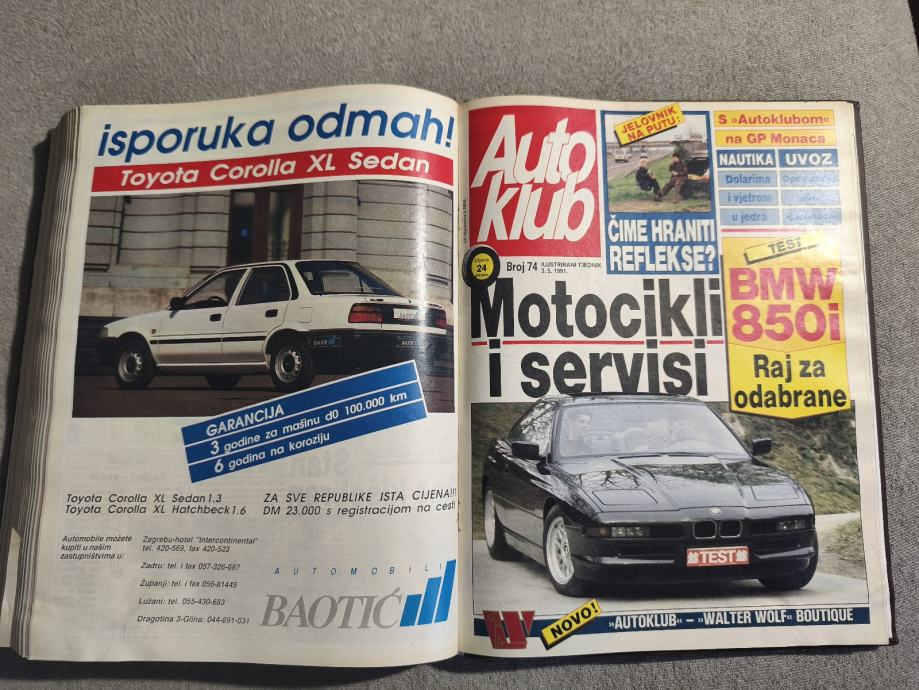 isporuka odmah!
Toyota Corolla XL Sedan
GARANCIJA
3 godine za mašinu d0 100.000 km
6 godina na koroziju
Toyota Corolla XL Sedan 1.3
Toyota Corolla XL Hatchbeck 1.6
ZA SVE REPUBLIKE ISTA CIJENA!!!
DM 23.000 s registracijom na cesti
Automobile možete
kupiti u našim
zastupništvima u:
Zagrebu-hotel "Intercontinental"
tel. 420-569, fax 420-523
Zadru: tel. i fax 057-326-687
Županji: tel. i fax 056-81445
Lužani: tel. 055-430-683
Dragotina 3-Glina: 044-891-031
AUTOMOBILI
BAOTIĆ
Auto
klub
Cijena
24
dinara
Broj 74
ILUSTRIRANI TJEDNIK
3. 5. 1991.
JELOVNIK
NA PUTU:
ČIME HRANITI
REFLEKSE?
S »Autoklubom«
na GP Monaca
NAUTIKA
Dolarima
i vjetrom
u jedra
UVOZ
Motocikli
i servisi
TEST
BMW
850i
Raj za
odabrane
TEST
W
NOVO!
»AUTOKLUB« – »WALTER WOLF« BOUTIQUE